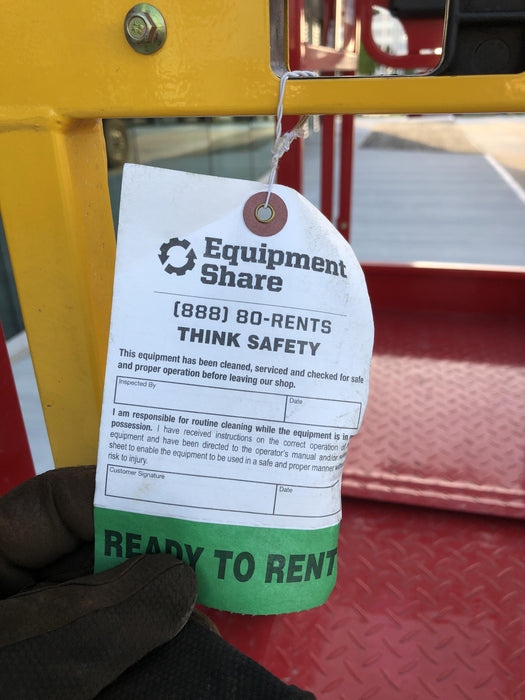 Equipment
Share
(888) 80-RENTS
THINK SAFETY
This equipment has been cleaned, serviced and checked for safe
and proper operation before leaving our shop.
Inspected By
Date
I am responsible for routine cleaning while the equipment is in
possession. I have received instructions on the correct operation of
equipment and have been directed to the operator's manual and/or
sheet to enable the equipment to be used in a safe and proper manner
risk to injury.
Customer Signature
Date
READY TO RENT